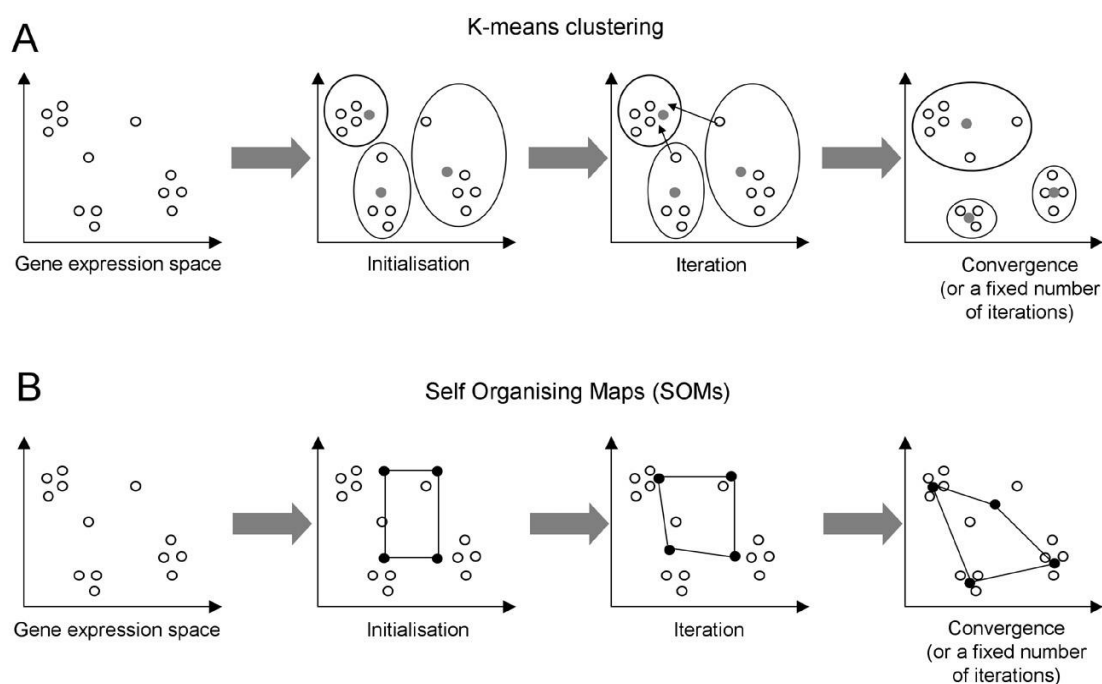 A
K-means clustering
Gene expression space
Initialisation
Iteration
Convergence
(or a fixed number
of iterations)
B
Self Organising Maps (SOMs)
Gene expression space
Initialisation
Iteration
Convergence
(or a fixed number
of iterations)